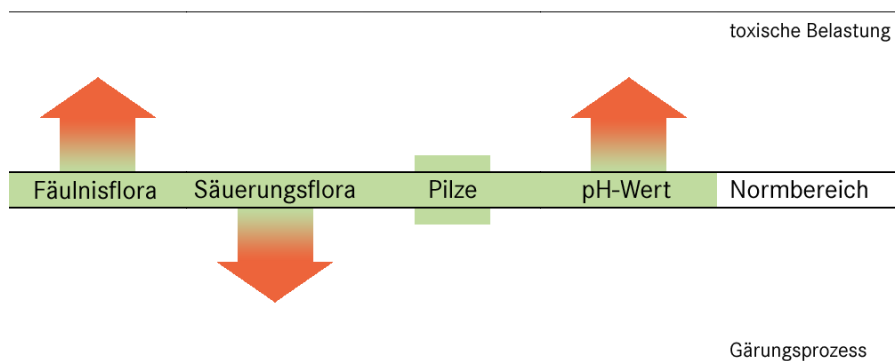 toxische Belastung
Fäulnisflora Säuerungsflora Pilze pH-Wert Normbereich
Gärungsprozess